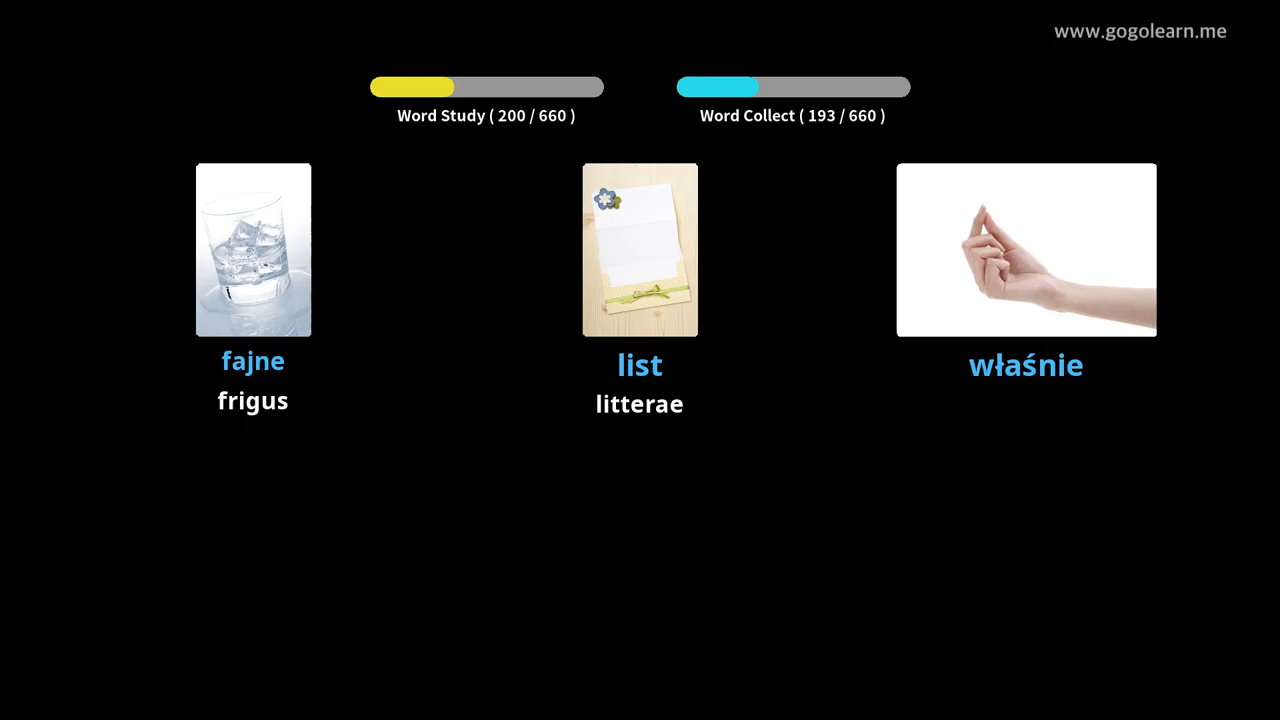 www.gogolearn.me
Word Study ( 200 / 660 )
Word Collect ( 193 / 660 )
fajne
frigus
list
litterae
właśnie